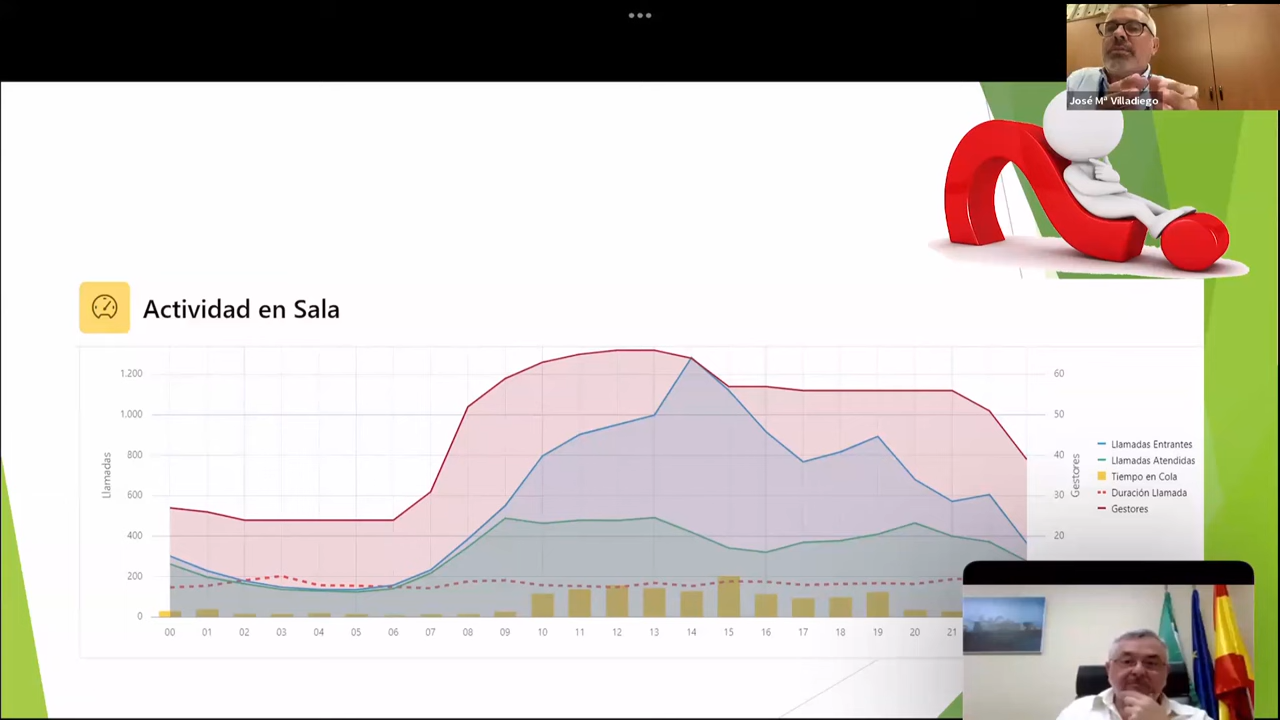 José Mª Villadiego
Actividad en Sala
Llamadas
1.200
1.000
800
600
400
200
0
60
50
40
30
20
Gestores
Llamadas Entrantes
Llamadas Atendidas
Tiempo en Cola
Duración Llamada
Gestores
00 01 02 03 04 05 06 07 08 09 10 11 12 13 14 15 16 17 18 19 20 21